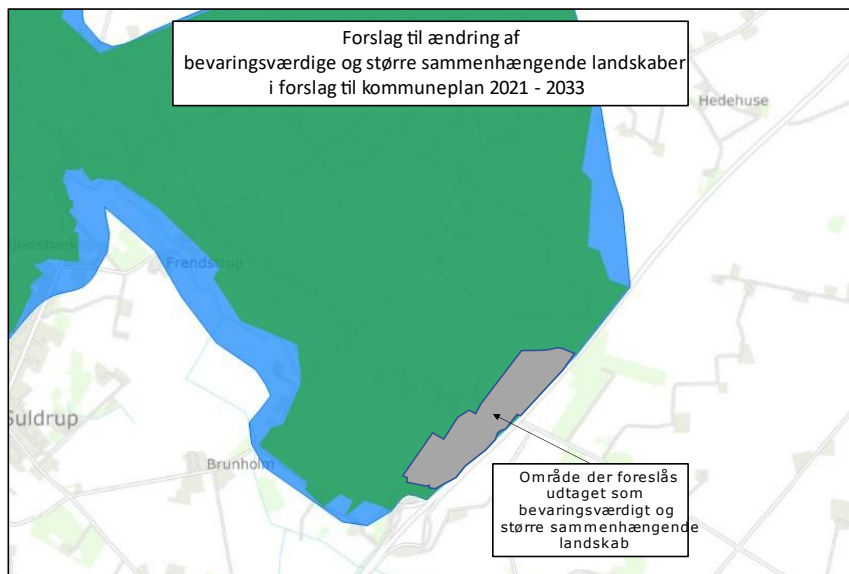 Forslag til ændring af
bevaringsværdige og større sammenhængende landskaber
i forslag til kommuneplan 2021 - 2033
Hedehuse
Frendstrup
Suldrup
Brunholm
Område der foreslås
udtaget som
bevaringsværdigt og
større sammenhængende
landskab